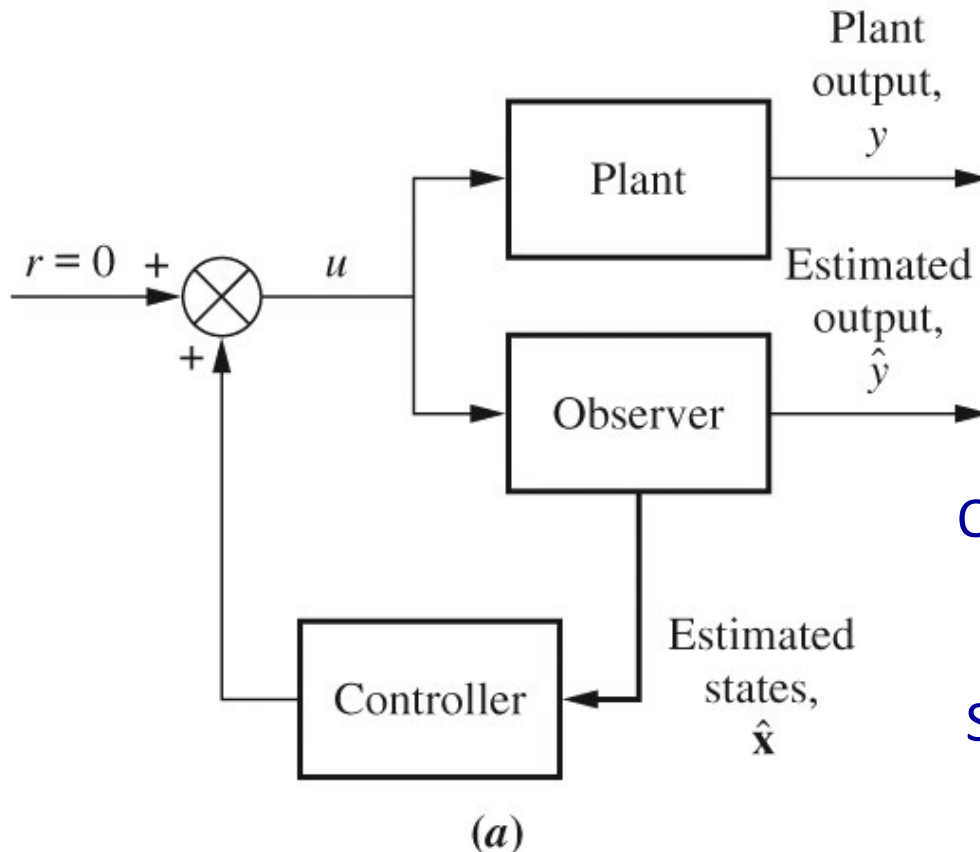 Plant
output,
y
Plant
r = 0
+
u
Estimated
output,
ŷ
+
Observer
Estimated
states,
x̂
Controller
(a)